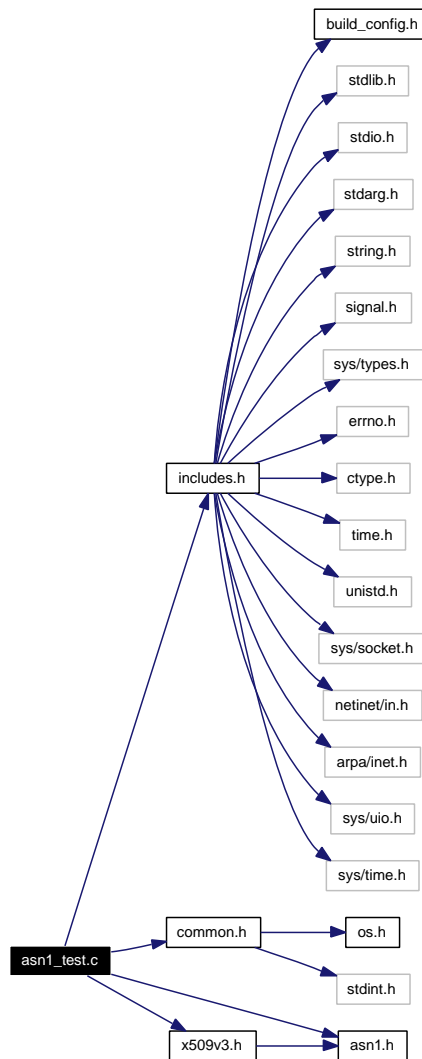 build_config.h
stdlib.h
stdio.h
stdarg.h
string.h
signal.h
sys/types.h
errno.h
includes.h
ctype.h
time.h
unistd.h
sys/socket.h
netinet/in.h
arpa/inet.h
sys/uio.h
sys/time.h
common.h
os.h
asn1_test.c
stdint.h
x509v3.h
asn1.h